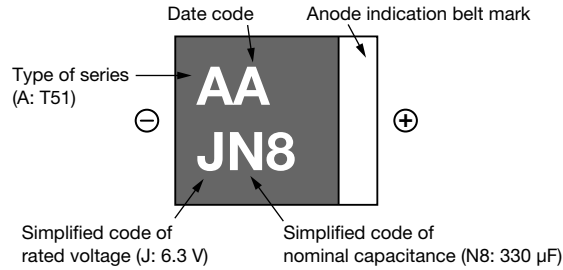 Date code
Anode indication belt mark
Type of series
(A: T51)
AA
⊖
⊕
JN8
Simplified code of
rated voltage (J: 6.3 V)
Simplified code of
nominal capacitance (N8: 330 μF)